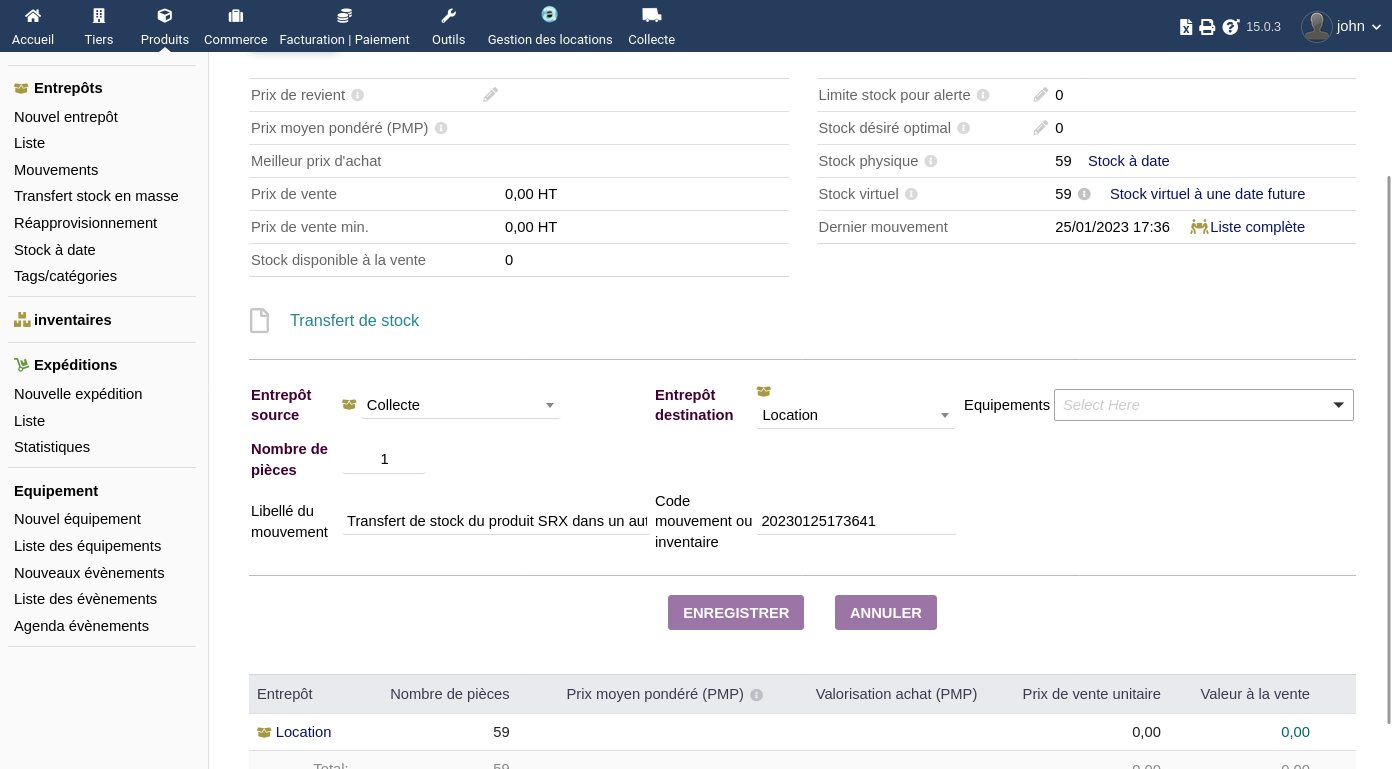 Accueil Tiers Produits Commerce Facturation | Paiement Outils Gestion des locations Collecte 15.0.3 john
Entrepôts
Nouvel entrepôt
Liste
Mouvements
Transfert stock en masse
Réapprovisionnement
Stock à date
Tags/catégories
inventaires
Expéditions
Nouvelle expédition
Liste
Statistiques
Equipement
Nouvel équipement
Liste des équipements
Nouveaux évènements
Liste des évènements
Agenda évènements
Prix de revient
Prix moyen pondéré (PMP)
Meilleur prix d'achat
Prix de vente 0,00 HT
Prix de vente min. 0,00 HT
Stock disponible à la vente 0
Limite stock pour alerte 0
Stock désiré optimal 0
Stock physique 59 Stock à date
Stock virtuel 59 Stock virtuel à une date future
Dernier mouvement 25/01/2023 17:36 Liste complète
Transfert de stock
Entrepôt
source
Collecte
Entrepôt
destination
Location
Equipements Select Here
Nombre de
pièces
1
Libellé du
mouvement
Transfert de stock du produit SRX dans un aut
Code
mouvement ou
inventaire
20230125173641
ENREGISTRER ANNULER
Entrepôt Nombre de pièces Prix moyen pondéré (PMP) Valorisation achat (PMP) Prix de vente unitaire Valeur à la vente
Location 59 0,00 0,00
Total: 59 0,00 0,00